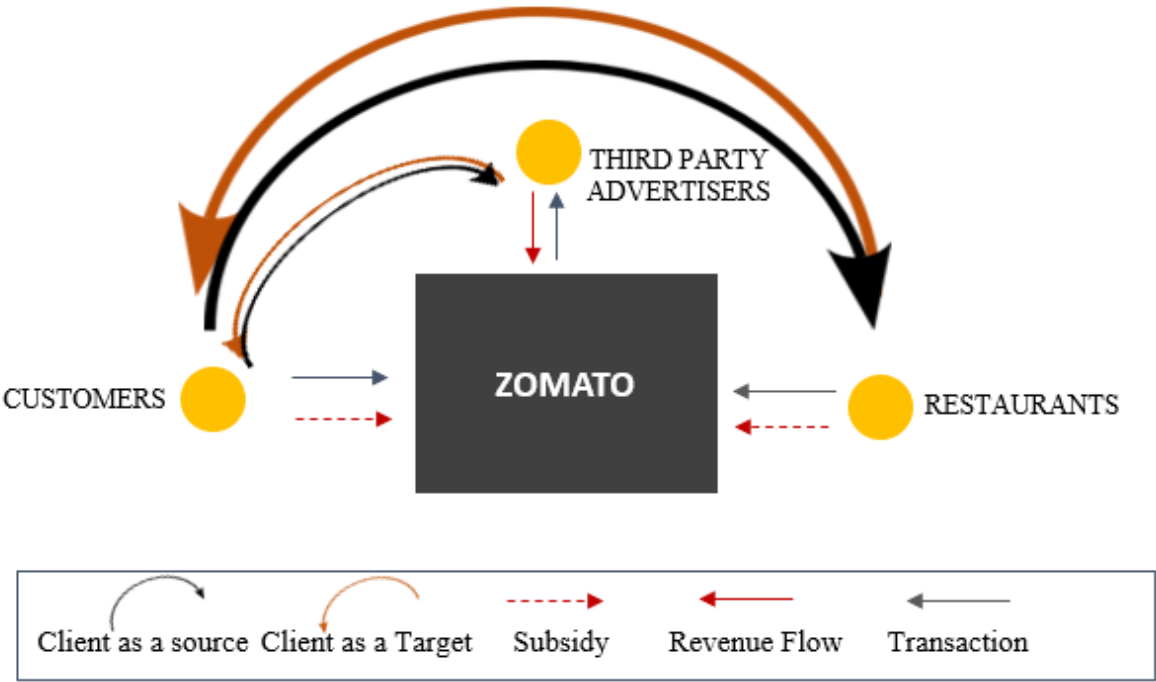 THIRD PARTY
ADVERTISERS
ZOMATO
CUSTOMERS
RESTAURANTS
Client as a source
Client as a Target
Subsidy
Revenue Flow
Transaction